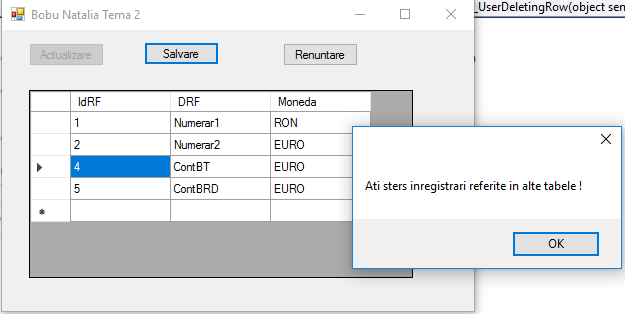 _UserDeletingRow(object sen
Bobu Natalia Tema 2
Actualizare Salvare Renuntare
IdRF DRF Moneda
1 Numerar1 RON
2 Numerar2 EURO
4 ContBT EURO
5 ContBRD EURO
Ati sters inregistrari referite in alte tabele !
OK